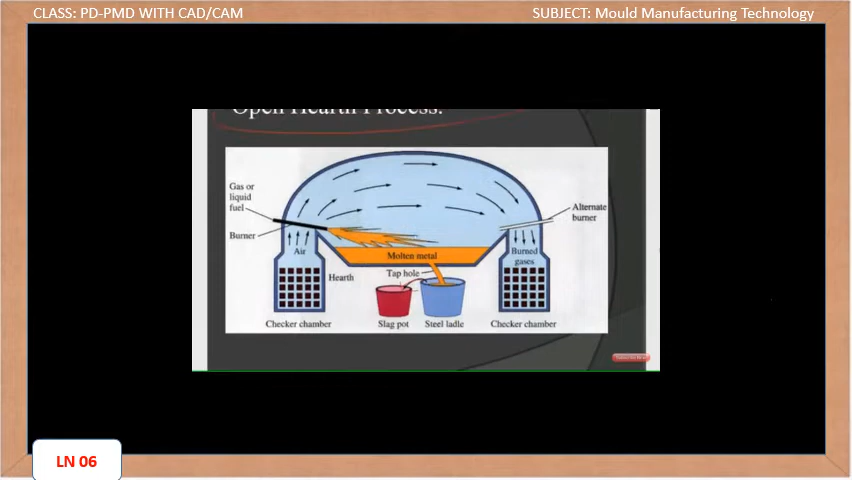 CLASS: PD-PMD WITH CAD/CAM
SUBJECT: Mould Manufacturing Technology
Open Hearth Process:
Gas or
liquid
fuel
Alternate
burner
Burner
Air
Burned
gases
Molten metal
Hearth
Tap hole
Checker chamber
Slag pot
Steel ladle
Checker chamber
LN 06